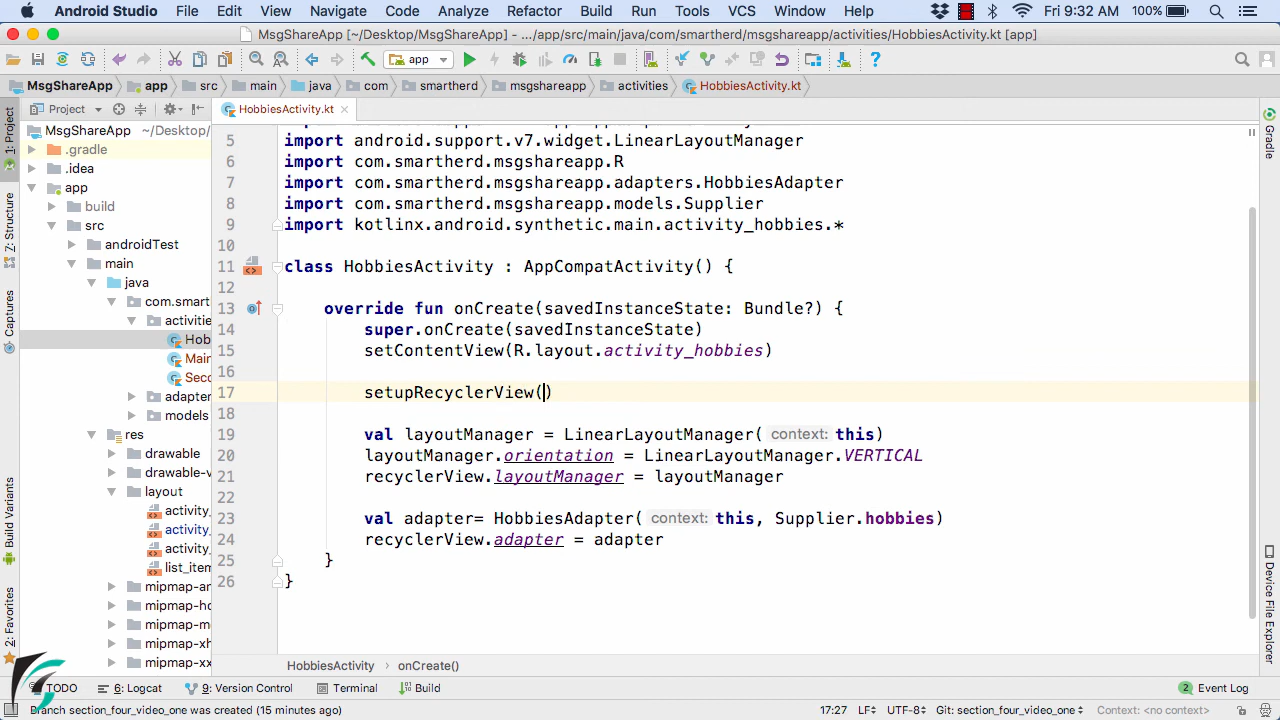 Android Studio File Edit View Navigate Code Analyze Refactor Build Run Tools VCS Window Help 100% Fri 9:32 AM
MsgShareApp [~/Desktop/MsgShareApp] - .../app/src/main/java/com/smartherd/msgshareapp/activities/HobbiesActivity.kt [app]
app
MsgShareApp app src main java com smartherd msgshareapp activities HobbiesActivity.kt
Project HobbiesActivity.kt
MsgShareApp ~/Desktop/
.gradle
.idea
app
build
src
androidTest
main
java
com.smart
activitie
Hob
Main
Seco
adapter
models
res
drawable
drawable-v
layout
activity_
activity_
activity_
list_item
mipmap-an
mipmap-hd
mipmap-m
mipmap-xh
mipmap-xx
1: Project
7: Structure
Captures
Build Variants
2: Favorites
5 import android.support.v7.widget.LinearLayoutManager
6 import com.smartherd.msgshareapp.R
7 import com.smartherd.msgshareapp.adapters.HobbiesAdapter
8 import com.smartherd.msgshareapp.models.Supplier
9 import kotlinx.android.synthetic.main.activity_hobbies.*
10
11 class HobbiesActivity : AppCompatActivity() {
12
13 override fun onCreate(savedInstanceState: Bundle?) {
14 super.onCreate(savedInstanceState)
15 setContentView(R.layout.activity_hobbies)
16
17 setupRecyclerView()
18
19 val layoutManager = LinearLayoutManager( context: this)
20 layoutManager.orientation = LinearLayoutManager.VERTICAL
21 recyclerView.layoutManager = layoutManager
22
23 val adapter= HobbiesAdapter( context: this, Supplier.hobbies)
24 recyclerView.adapter = adapter
25 }
26 }
Gradle
Device File Explorer
HobbiesActivity › onCreate()
TODO 6: Logcat 9: Version Control Terminal Build 2 Event Log
Branch section_four_video_one was created (15 minutes ago) 17:27 LF UTF-8 Git: section_four_video_one Context: <no context>